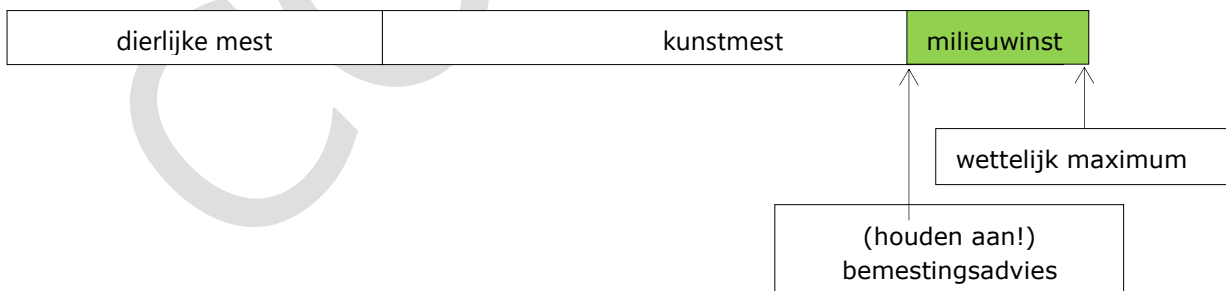 dierlijke mest
kunstmest
milieuwinst
wettelijk maximum
(houden aan!)
bemestingsadvies